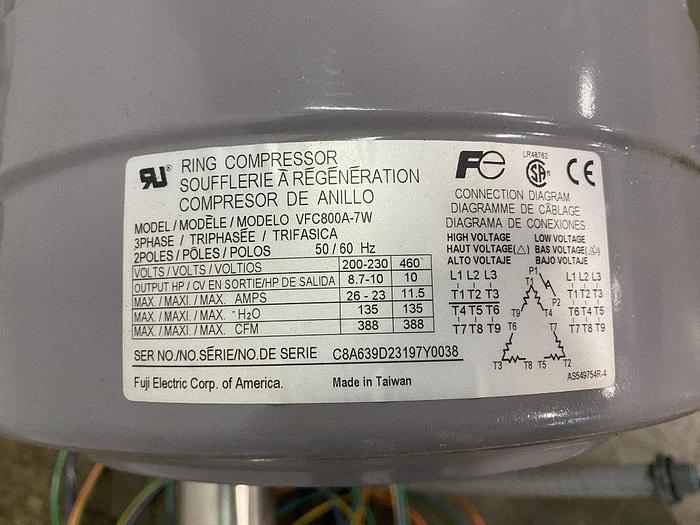 RU ® RING COMPRESSOR
SOUFFLERIE À RÉGÉNÉRATION
COMPRESOR DE ANILLO
MODEL / MODÈLE / MODELO VFC800A-7W
3PHASE / TRIPHASÉE / TRIFASICA
2POLES / PÔLES / POLOS 50 / 60 Hz
VOLTS / VOLTS / VOLTIOS 200-230 460
OUTPUT HP / CV EN SORTIE/HP DE SALIDA 8.7-10 10
MAX. / MAXI. / MAX. AMPS 26 - 23 11.5
MAX. / MAXI. / MAX. "H2O 135 135
MAX. / MAXI. / MAX. CFM 388 388
SER NO./NO.SÉRIE/NO.DE SERIE C8A639D23197Y0038
Fuji Electric Corp. of America. Made in Taiwan
Fe LR48762 SA ® CE
CONNECTION DIAGRAM
DIAGRAMME DE CÂBLAGE
DIAGRAMA DE CONEXIONES
HIGH VOLTAGE LOW VOLTAGE
HAUT VOLTAGE(△) BAS VOLTAGE(△)
ALTO VOLTAJE BAJO VOLTAJE
L1 L2 L3 P1 L1 L2 L3
T1 T2 T3 T1 P2 T1 T2 T3
T4 T5 T6 T9 T4 T6 T4 T5
T7 T8 T9 T6 T7 T7 T8 T9
T3 T8 T5 T2
AS549754R-4